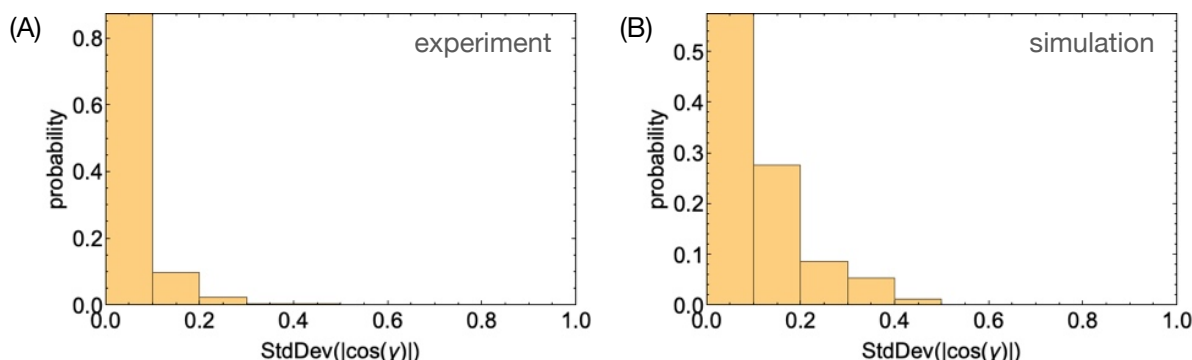 (A)
experiment
probability
0.8
0.6
0.4
0.2
0.0
0.0 0.2 0.4 0.6 0.8 1.0
StdDev(|cos(γ)|)
(B)
simulation
probability
0.5
0.4
0.3
0.2
0.1
0.0
0.0 0.2 0.4 0.6 0.8 1.0
StdDev(|cos(γ)|)